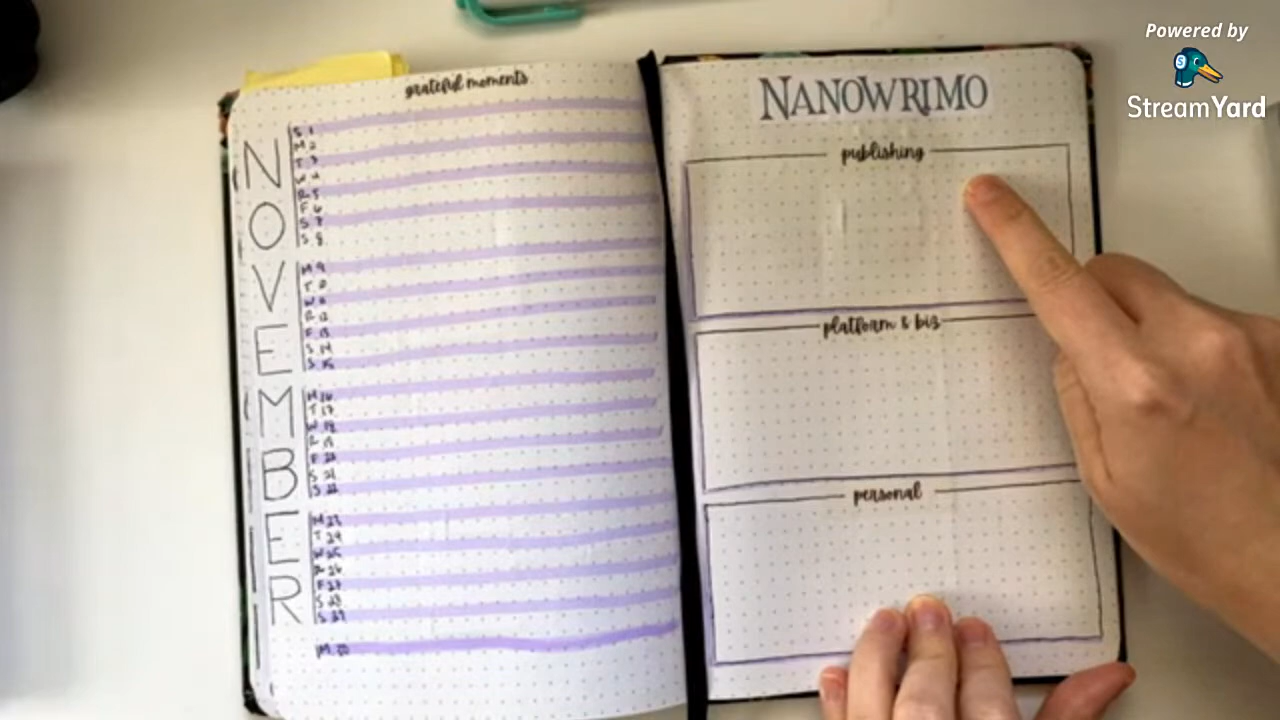 Powered by
StreamYard
grateful moments
NOVEMBER
S 1
M 2
T 3
W 4
R 5
F 6
S 7
S 8
M 9
T 10
W 11
R 12
F 13
S 14
S 15
M 16
T 17
W 18
R 19
F 20
S 21
S 22
M 23
T 24
W 25
R 26
F 27
S 28
S 29
M 30
NANOWRIMO
publishing
platform & biz
personal